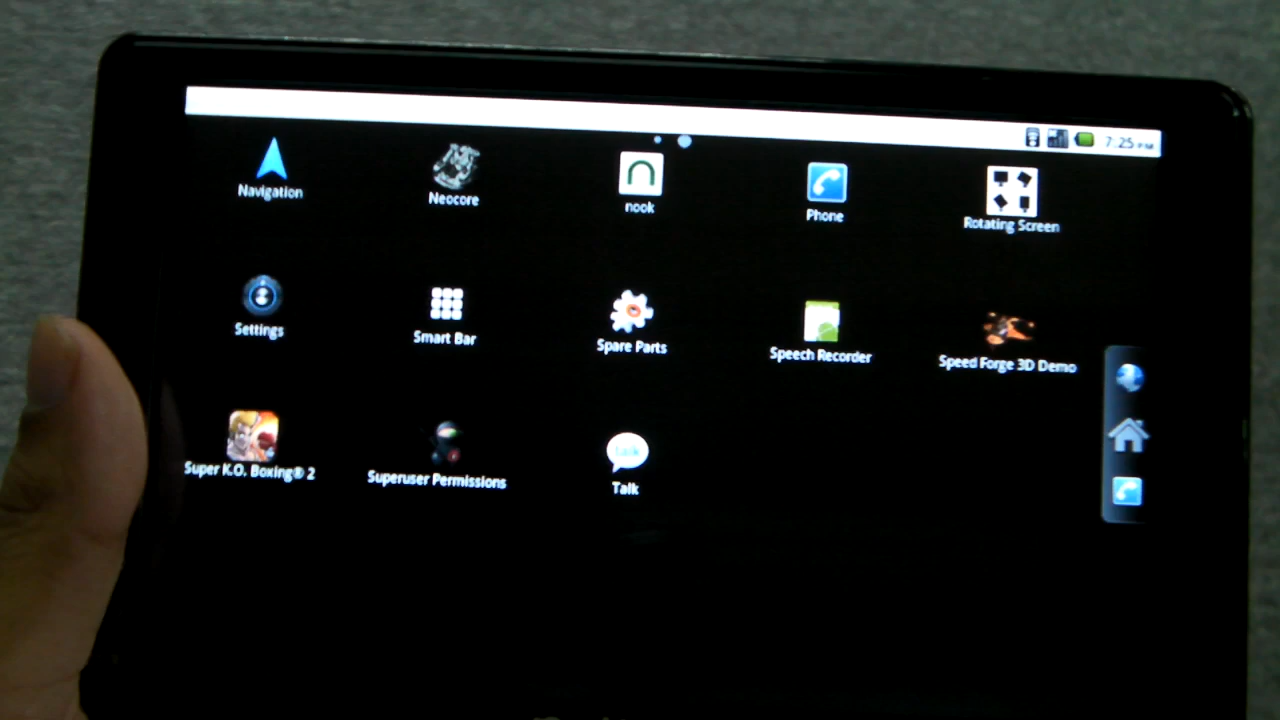 7:25 PM
Navigation
Neocore
nook
Phone
Rotating Screen
Settings
Smart Bar
Spare Parts
Speech Recorder
Speed Forge 3D Demo
Super K.O. Boxing® 2
Superuser Permissions
talk
Talk